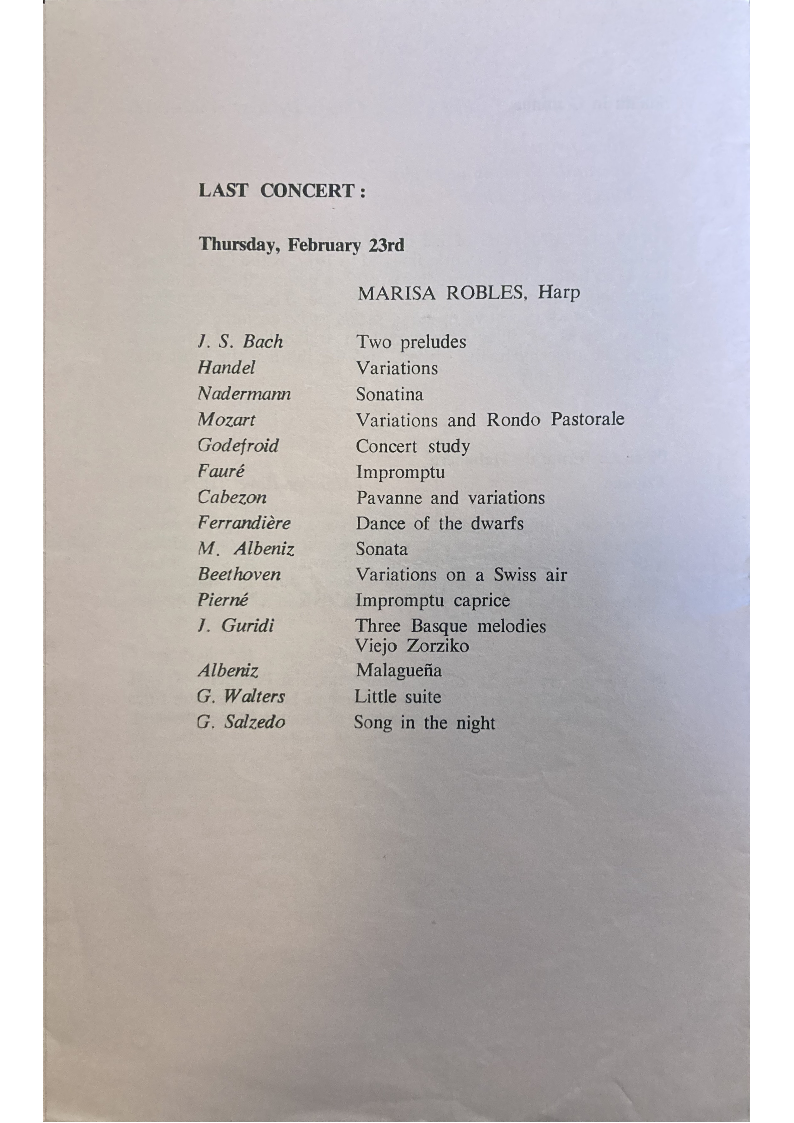 LAST CONCERT :
Thursday, February 23rd
MARISA ROBLES, Harp
J. S. Bach Two preludes
Handel Variations
Nadermann Sonatina
Mozart Variations and Rondo Pastorale
Godefroid Concert study
Fauré Impromptu
Cabezon Pavanne and variations
Ferrandière Dance of the dwarfs
M. Albeniz Sonata
Beethoven Variations on a Swiss air
Pierné Impromptu caprice
J. Guridi Three Basque melodies
Viejo Zorziko
Albeniz Malagueña
G. Walters Little suite
G. Salzedo Song in the night